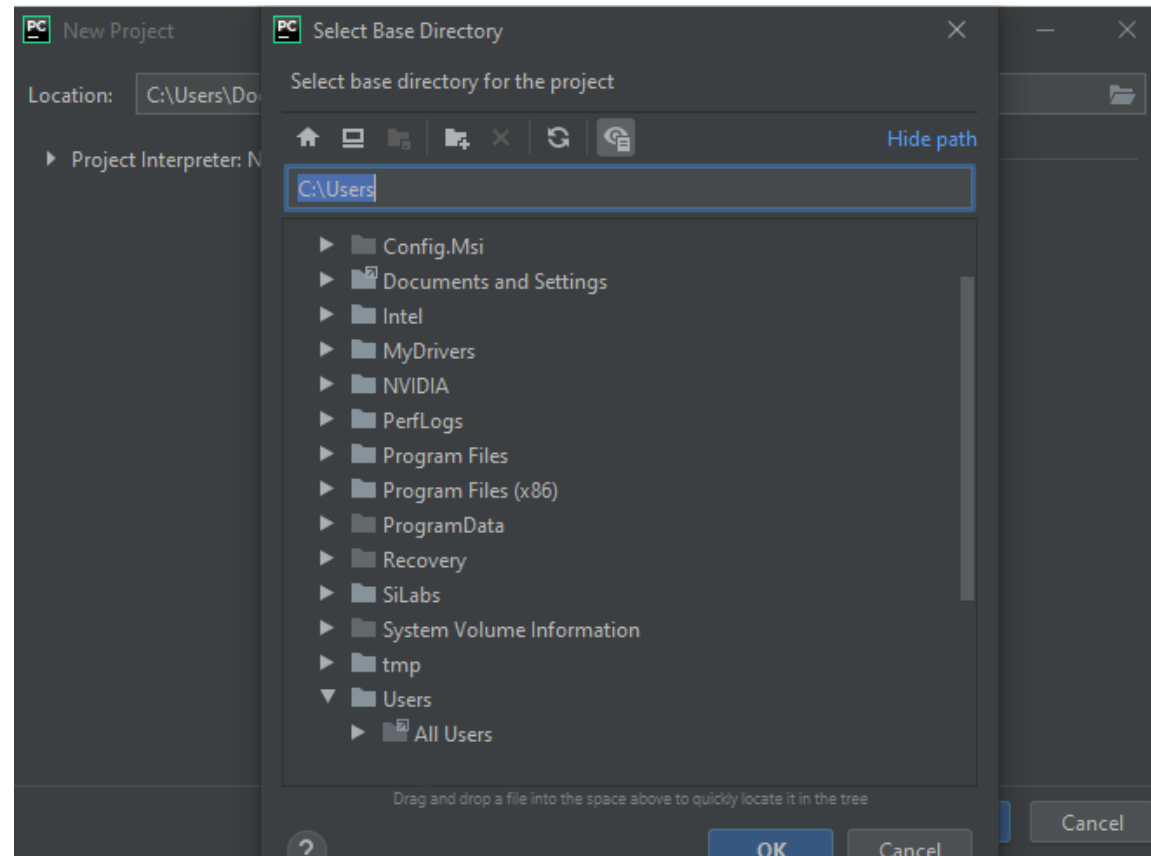 PC New Project
PC Select Base Directory
Select base directory for the project
Location: C:\Users\Do
Hide path
Project Interpreter: N
C:\Users
Config.Msi
Documents and Settings
Intel
MyDrivers
NVIDIA
PerfLogs
Program Files
Program Files (x86)
ProgramData
Recovery
SiLabs
System Volume Information
tmp
Users
All Users
Drag and drop a file into the space above to quickly locate it in the tree
? OK Cancel
Cancel